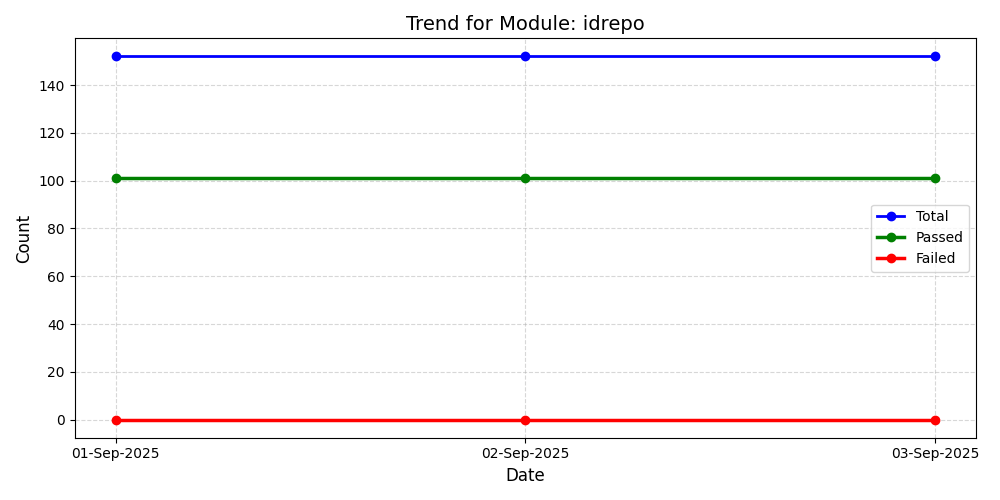 Trend for Module: idrepo
Count
140
120
100
80
60
40
20
0
Total
Passed
Failed
01-Sep-2025
02-Sep-2025
03-Sep-2025
Date